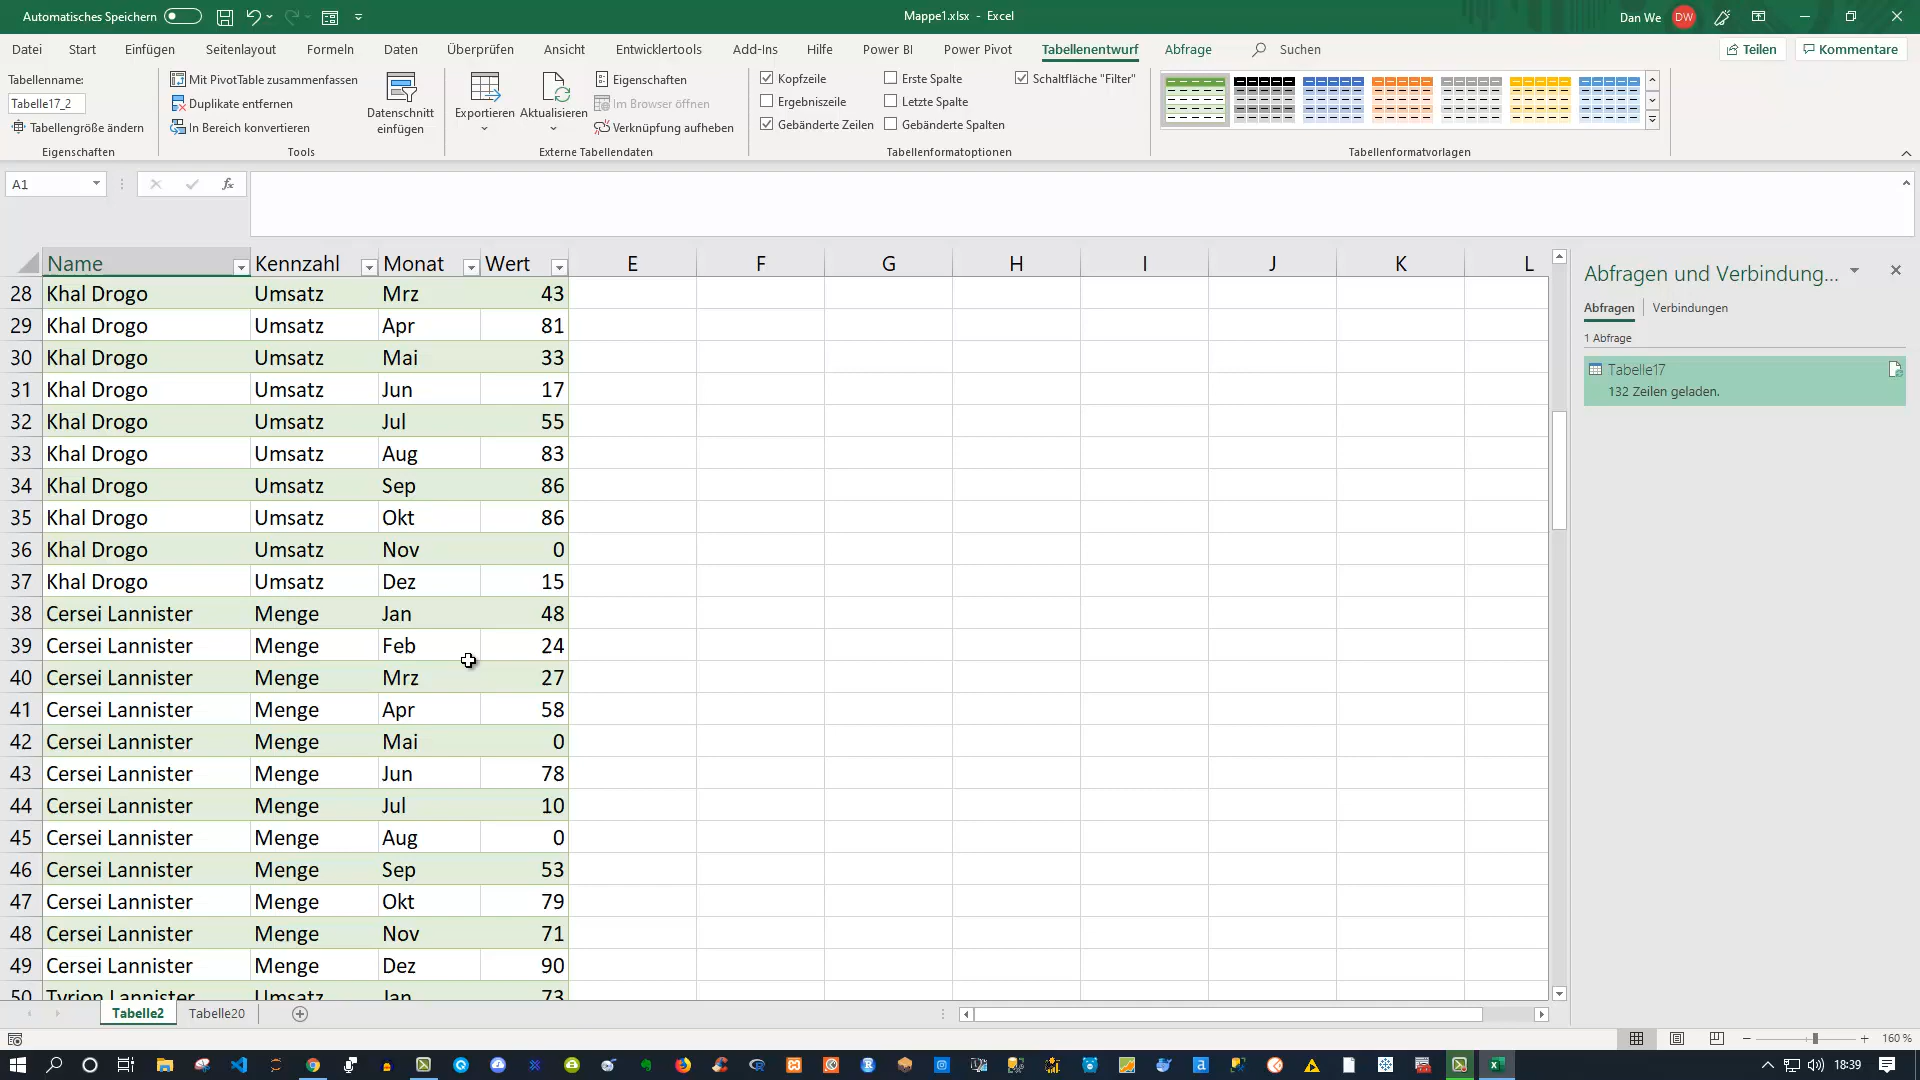 Automatisches Speichern
Mappe1.xlsx - Excel
Dan We DW
Datei Start Einfügen Seitenlayout Formeln Daten Überprüfen Ansicht Entwicklertools Add-Ins Hilfe Power BI Power Pivot Tabellenentwurf Abfrage Suchen Teilen Kommentare
Tabellenname:
Tabelle17_2
Tabellengröße ändern
Eigenschaften
Mit PivotTable zusammenfassen
Duplikate entfernen
In Bereich konvertieren
Datenschnitt einfügen
Tools
Exportieren
Aktualisieren
Eigenschaften
Im Browser öffnen
Verknüpfung aufheben
Externe Tabellendaten
Kopfzeile
Ergebniszeile
Gebänderte Zeilen
Erste Spalte
Letzte Spalte
Gebänderte Spalten
Schaltfläche "Filter"
Tabellenformatoptionen
Tabellenformatvorlagen
A1
fx
Name Kennzahl Monat Wert E F G H I J K L
28 Khal Drogo Umsatz Mrz 43
29 Khal Drogo Umsatz Apr 81
30 Khal Drogo Umsatz Mai 33
31 Khal Drogo Umsatz Jun 17
32 Khal Drogo Umsatz Jul 55
33 Khal Drogo Umsatz Aug 83
34 Khal Drogo Umsatz Sep 86
35 Khal Drogo Umsatz Okt 86
36 Khal Drogo Umsatz Nov 0
37 Khal Drogo Umsatz Dez 15
38 Cersei Lannister Menge Jan 48
39 Cersei Lannister Menge Feb 24
40 Cersei Lannister Menge Mrz 27
41 Cersei Lannister Menge Apr 58
42 Cersei Lannister Menge Mai 0
43 Cersei Lannister Menge Jun 78
44 Cersei Lannister Menge Jul 10
45 Cersei Lannister Menge Aug 0
46 Cersei Lannister Menge Sep 53
47 Cersei Lannister Menge Okt 79
48 Cersei Lannister Menge Nov 71
49 Cersei Lannister Menge Dez 90
50 Tyrion Lannister Umsatz Jan 73
Abfragen und Verbindung...
Abfragen Verbindungen
1 Abfrage
Tabelle17
132 Zeilen geladen.
Tabelle2 Tabelle20
160 %
18:39